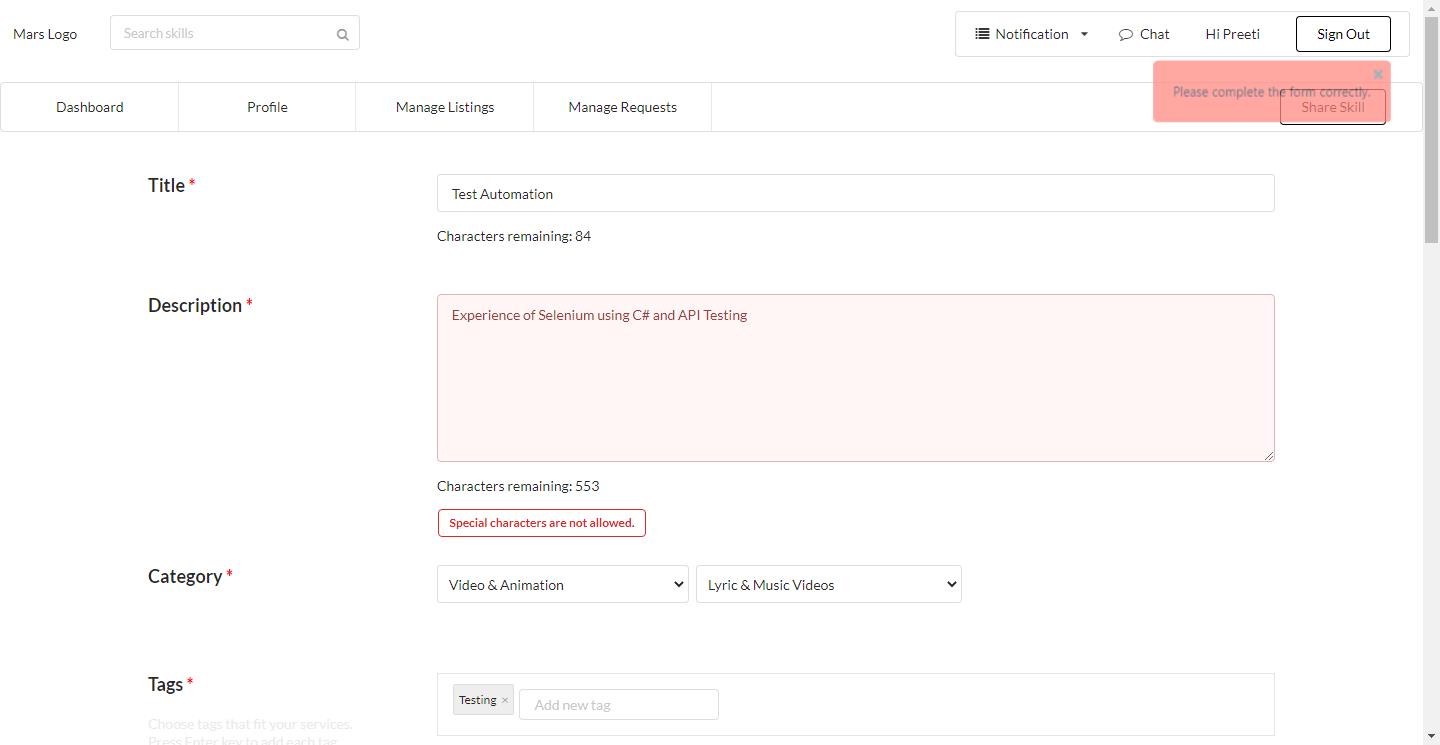 Mars Logo
Search skills
Notification
Chat
Hi Preeti
Sign Out
Please complete the form correctly.
Dashboard
Profile
Manage Listings
Manage Requests
Share Skill
Title *
Test Automation
Characters remaining: 84
Description *
Experience of Selenium using C# and API Testing
Characters remaining: 553
Special characters are not allowed.
Category *
Video & Animation
Lyric & Music Videos
Tags *
Testing ×
Add new tag
Choose tags that fit your services.
Press Enter key to add each tag